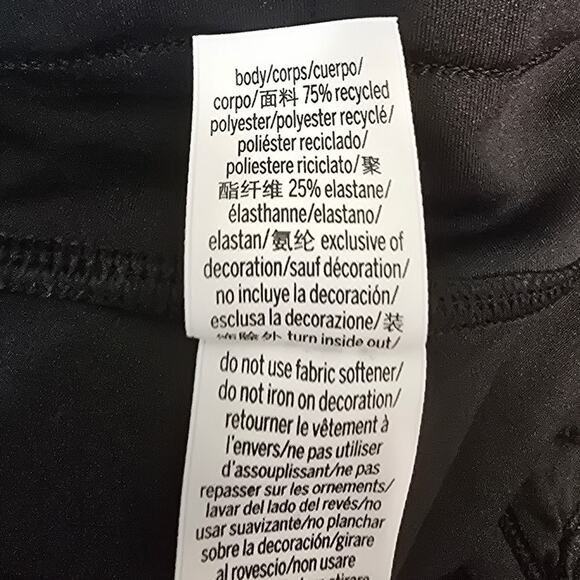 body/corps/cuerpo/
corpo/面料 75% recycled
polyester/polyester recyclé/
poliéster reciclado/
poliestere riciclato/聚
酯纤维 25% elastane/
élasthanne/elastano/
elastan/氨纶 exclusive of
decoration/sauf décoration/
no incluye la decoración/
esclusa la decorazione/装
turn inside out/
do not use fabric softener/
do not iron on decoration/
retourner le vêtement à
l'envers/ne pas utiliser
d'assouplissant/ne pas
repasser sur les ornements/
lavar del lado del revés/no
usar suavizante/no planchar
sobre la decoración/girare
al rovescio/non usare